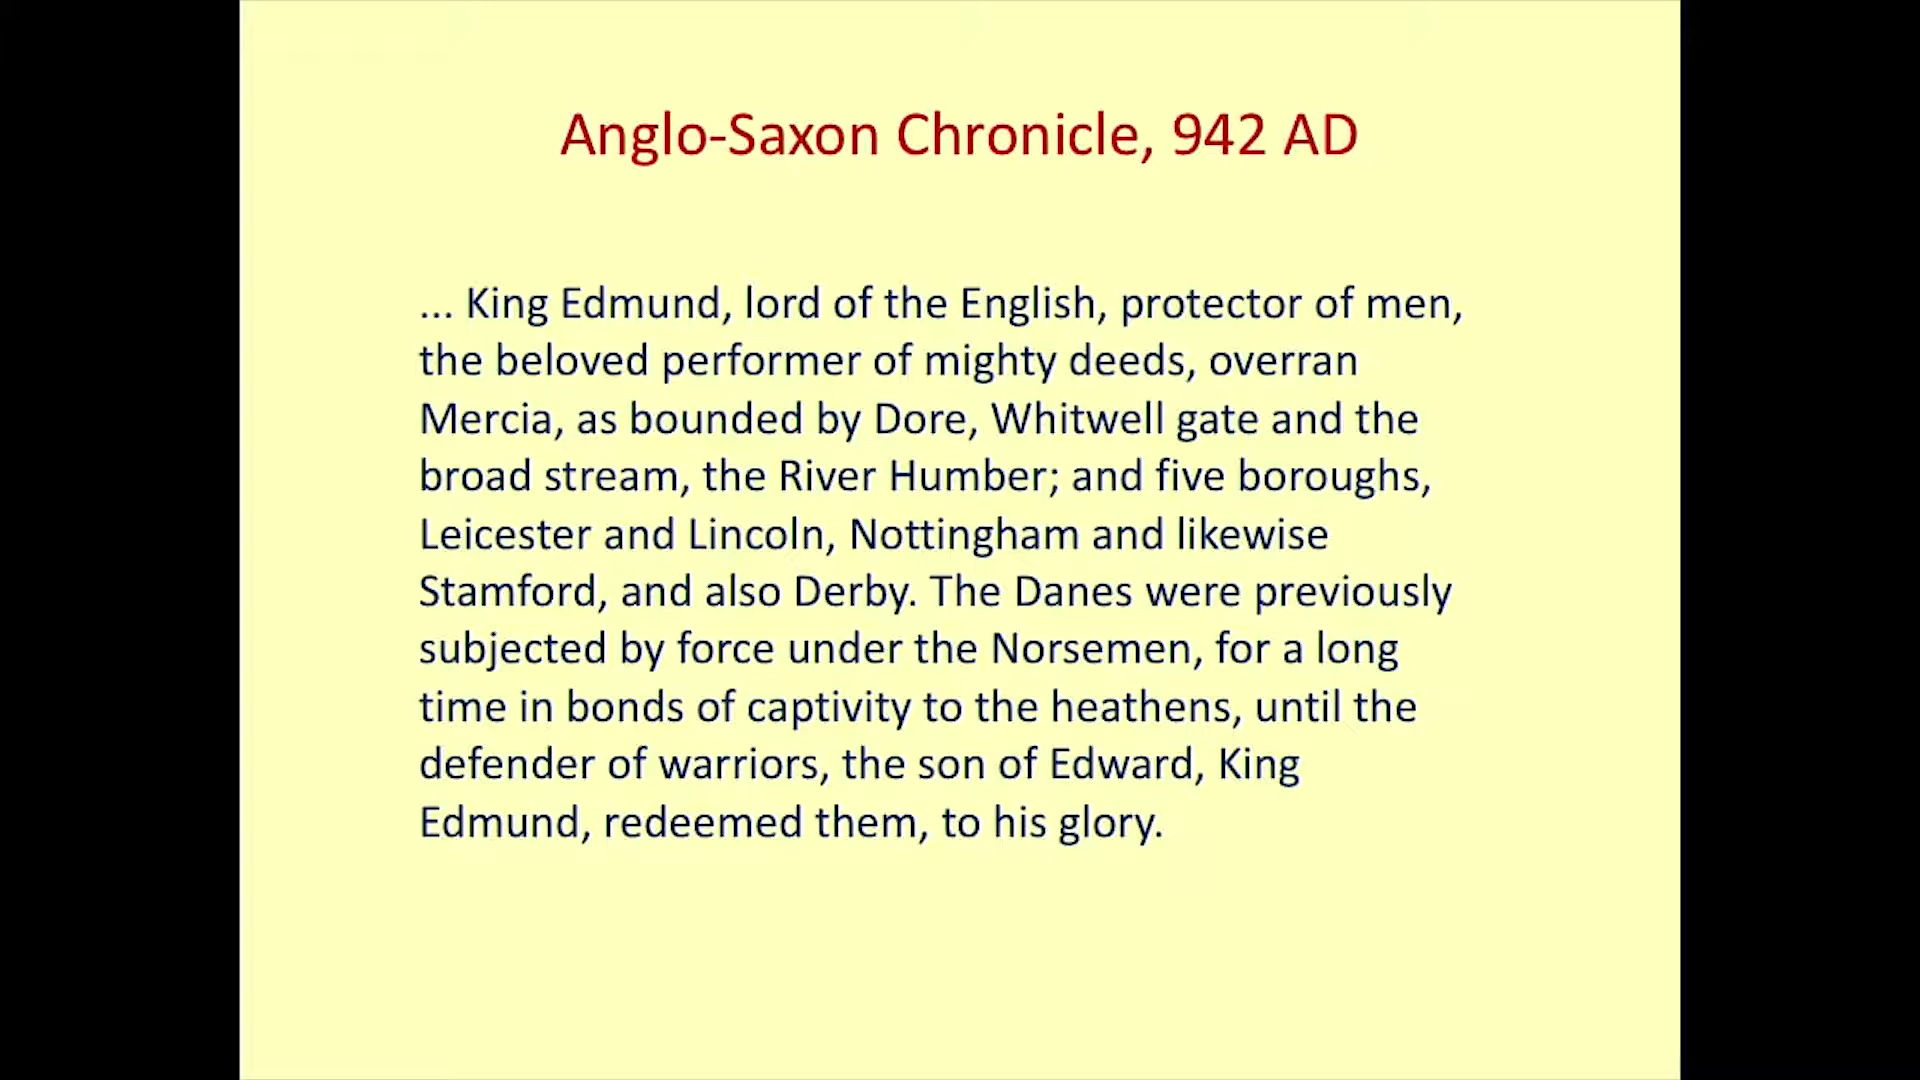 Anglo-Saxon Chronicle, 942 AD
... King Edmund, lord of the English, protector of men,
the beloved performer of mighty deeds, overran
Mercia, as bounded by Dore, Whitwell gate and the
broad stream, the River Humber; and five boroughs,
Leicester and Lincoln, Nottingham and likewise
Stamford, and also Derby. The Danes were previously
subjected by force under the Norsemen, for a long
time in bonds of captivity to the heathens, until the
defender of warriors, the son of Edward, King
Edmund, redeemed them, to his glory.